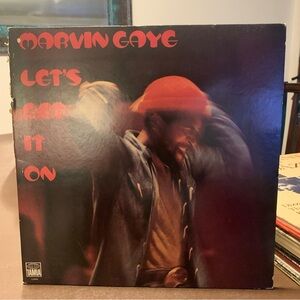 MARVIN GAYE
LET'S
GET
IT
ON
TAMLA